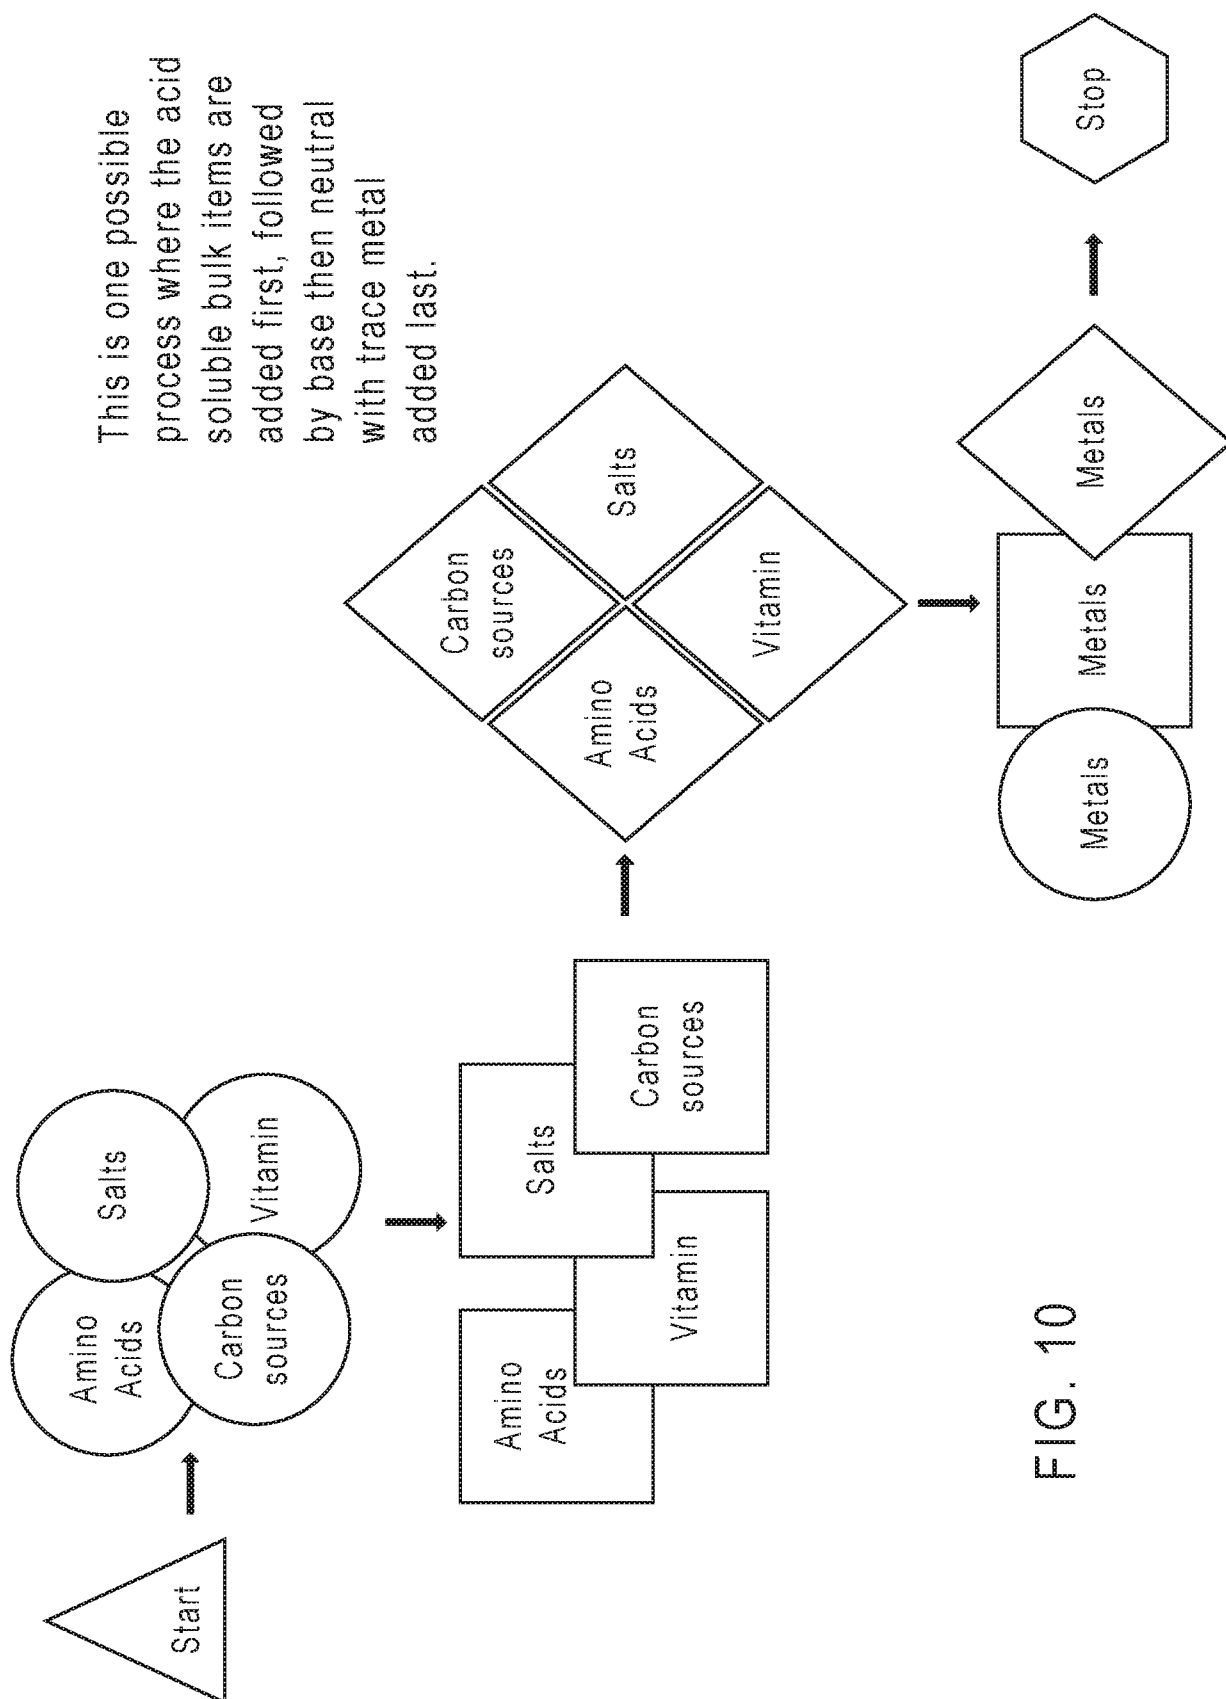 This is one possible
process where the acid
soluble bulk items are
added first, followed
by base then neutral
with trace metal
added last.
Start
Amino
Acids
Salts
Carbon
sources
Vitamin
Amino
Acids
Salts
Vitamin
Carbon
sources
Amino
Acids
Carbon
sources
Salts
Vitamin
Metals
Metals
Metals
Stop
FIG. 10